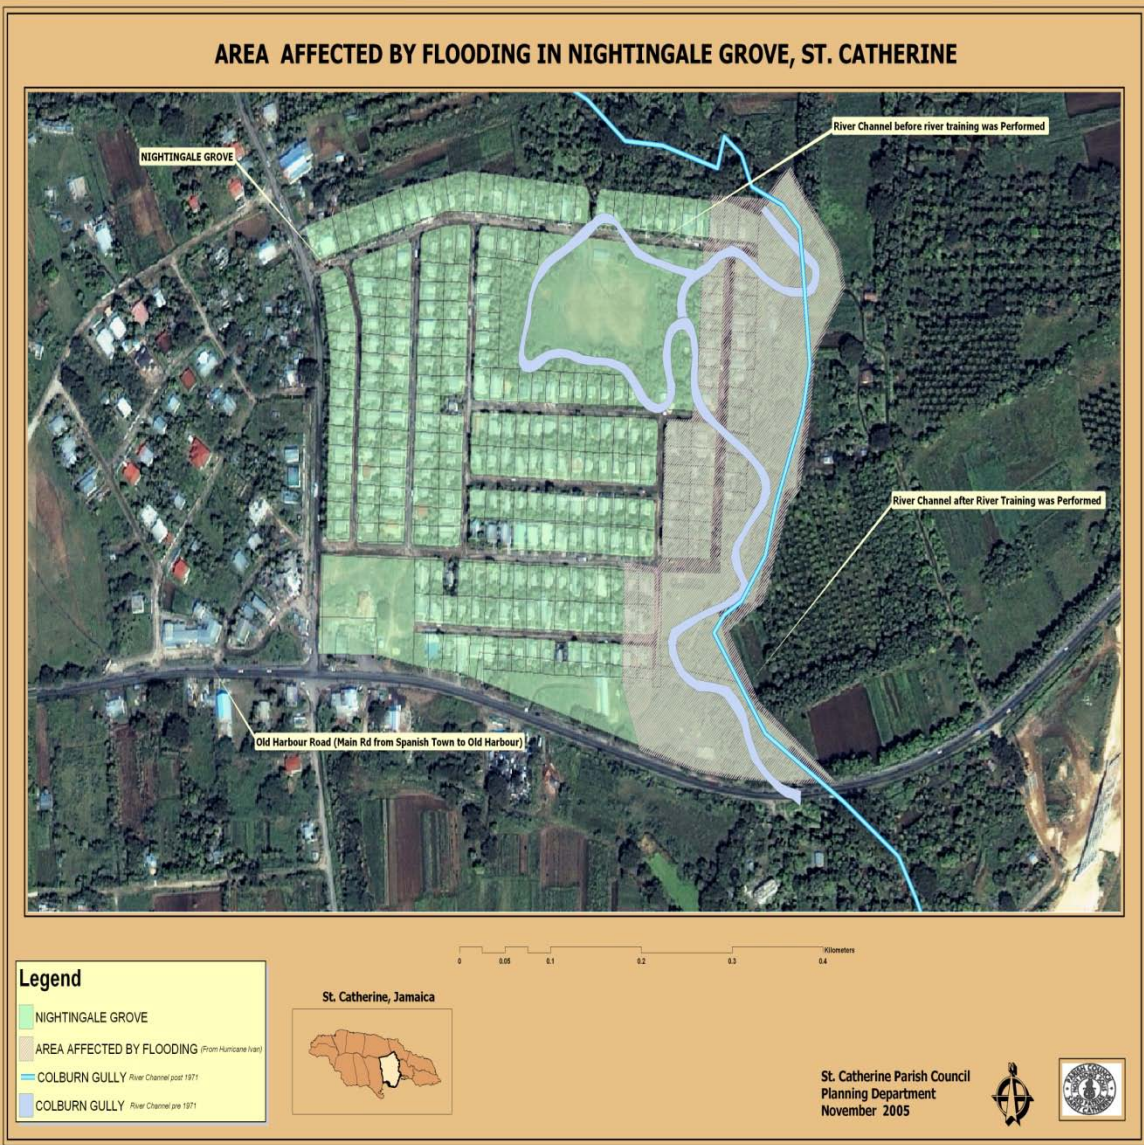 AREA AFFECTED BY FLOODING IN NIGHTINGALE GROVE, ST. CATHERINE
River Channel before river training was Performed
NIGHTINGALE GROVE
River Channel after River Training was Performed
Old Harbour Road (Main Rd from Spanish Town to Old Harbour)
Kilometers
0 0.05 0.1 0.2 0.3 0.4
Legend
NIGHTINGALE GROVE
AREA AFFECTED BY FLOODING (From Hurricane Ivan)
COLBURN GULLY River Channel post 1971
COLBURN GULLY River Channel pre 1971
St. Catherine, Jamaica
St. Catherine Parish Council
Planning Department
November 2005
PARISH COUNCIL